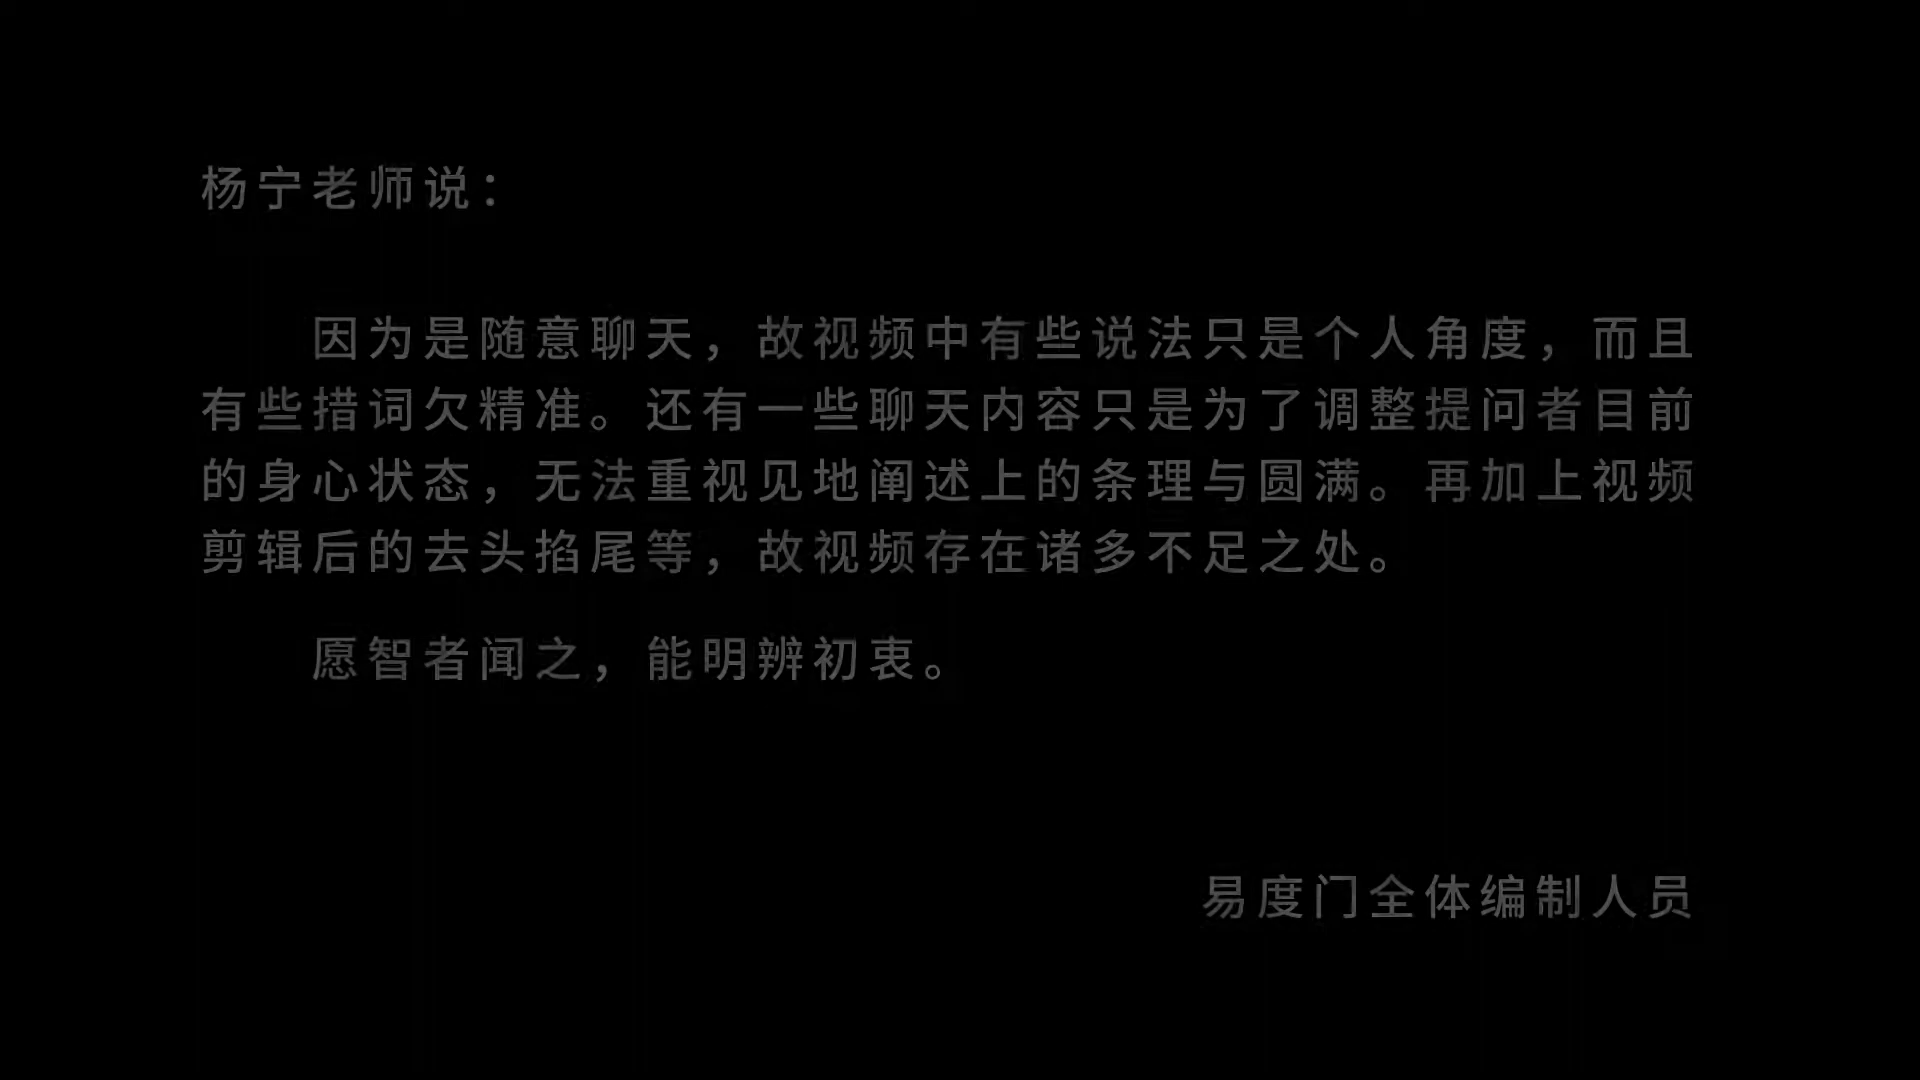 杨宁老师说：
因为是随意聊天，故视频中有些说法只是个人角度，而且
有些措词欠精准。还有一些聊天内容只是为了调整提问者目前
的身心状态，无法重视见地阐述上的条理与圆满。再加上视频
剪辑后的去头掐尾等，故视频存在诸多不足之处。
愿智者闻之，能明辨初衷。
易度门全体编制人员